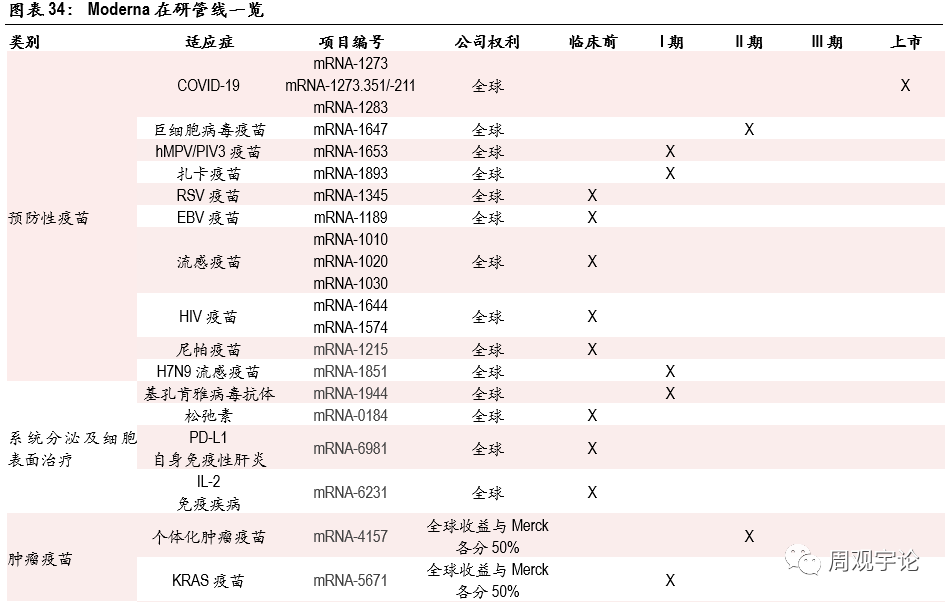 图表 34： Moderna 在研管线一览
类别 适应症 项目编号 公司权利 临床前 I 期 II 期 III 期 上市
预防性疫苗
COVID-19 mRNA-1273 全球 X
mRNA-1273.351/-211
mRNA-1283
巨细胞病毒疫苗 mRNA-1647 全球 X
hMPV/PIV3 疫苗 mRNA-1653 全球 X
扎卡疫苗 mRNA-1893 全球 X
RSV 疫苗 mRNA-1345 全球 X
EBV 疫苗 mRNA-1189 全球 X
流感疫苗 mRNA-1010 全球 X
mRNA-1020
mRNA-1030
HIV 疫苗 mRNA-1644 全球 X
mRNA-1574
尼帕疫苗 mRNA-1215 全球 X
H7N9 流感疫苗 mRNA-1851 全球 X
系统分泌及细胞
表面治疗
基孔肯雅病毒抗体 mRNA-1944 全球 X
松弛素 mRNA-0184 全球 X
PD-L1 mRNA-6981 全球 X
自身免疫性肝炎
IL-2 mRNA-6231 全球 X
免疫疾病
肿瘤疫苗
个体化肿瘤疫苗 mRNA-4157 全球收益与 Merck X
各分 50%
KRAS 疫苗 mRNA-5671 全球收益与 Merck X
各分 50%
周观宇论